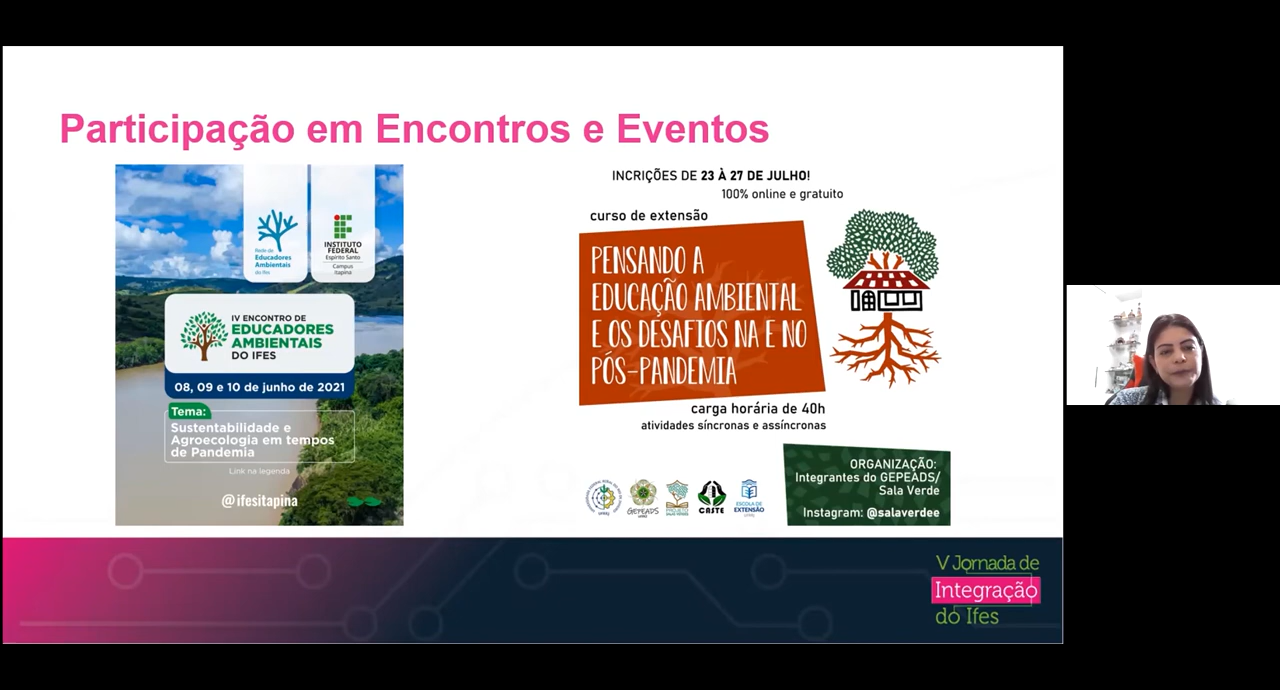 Participação em Encontros e Eventos
Rede de
Educadores
Ambientais
do Ifes
INSTITUTO
FEDERAL
Espírito Santo
Campus
Itapina
IV ENCONTRO DE
EDUCADORES
AMBIENTAIS
DO IFES
08, 09 e 10 de junho de 2021
Tema:
Sustentabilidade e
Agroecologia em tempos
de Pandemia
Link na legenda
@ifesitapina
INCRIÇÕES DE 23 À 27 DE JULHO!
100% online e gratuito
curso de extensão
PENSANDO A
EDUCAÇÃO AMBIENTAL
E OS DESAFIOS NA E NO
PÓS-PANDEMIA
carga horária de 40h
atividades síncronas e assíncronas
GEPEADS
CASTE
ESCOLA DE
EXTENSÃO
ORGANIZAÇÃO:
Integrantes do GEPEADS/
Sala Verde
Instagram: @salaverdee
V Jornada de
Integração
do Ifes